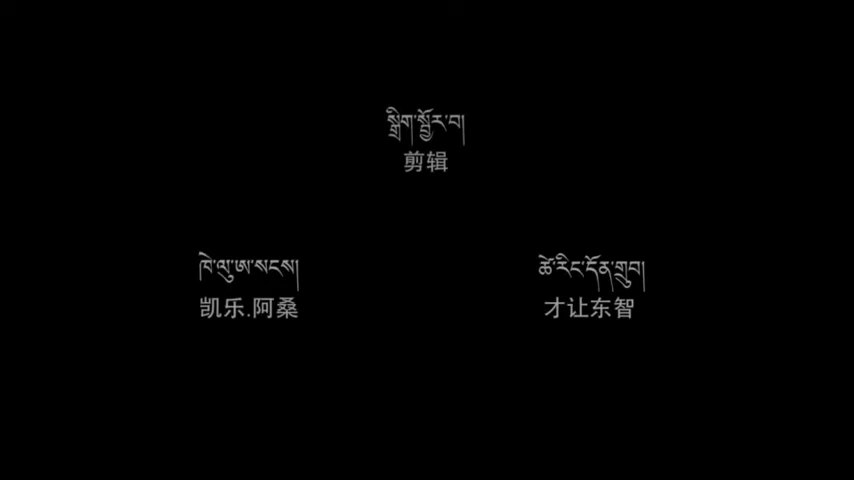 སྒྲིག་སྦྱོར་བ།
剪辑
ཁེ་ལུ་ཨ་སངས།
凯乐.阿桑
ཚེ་རིང་དོན་གྲུབ།
才让东智